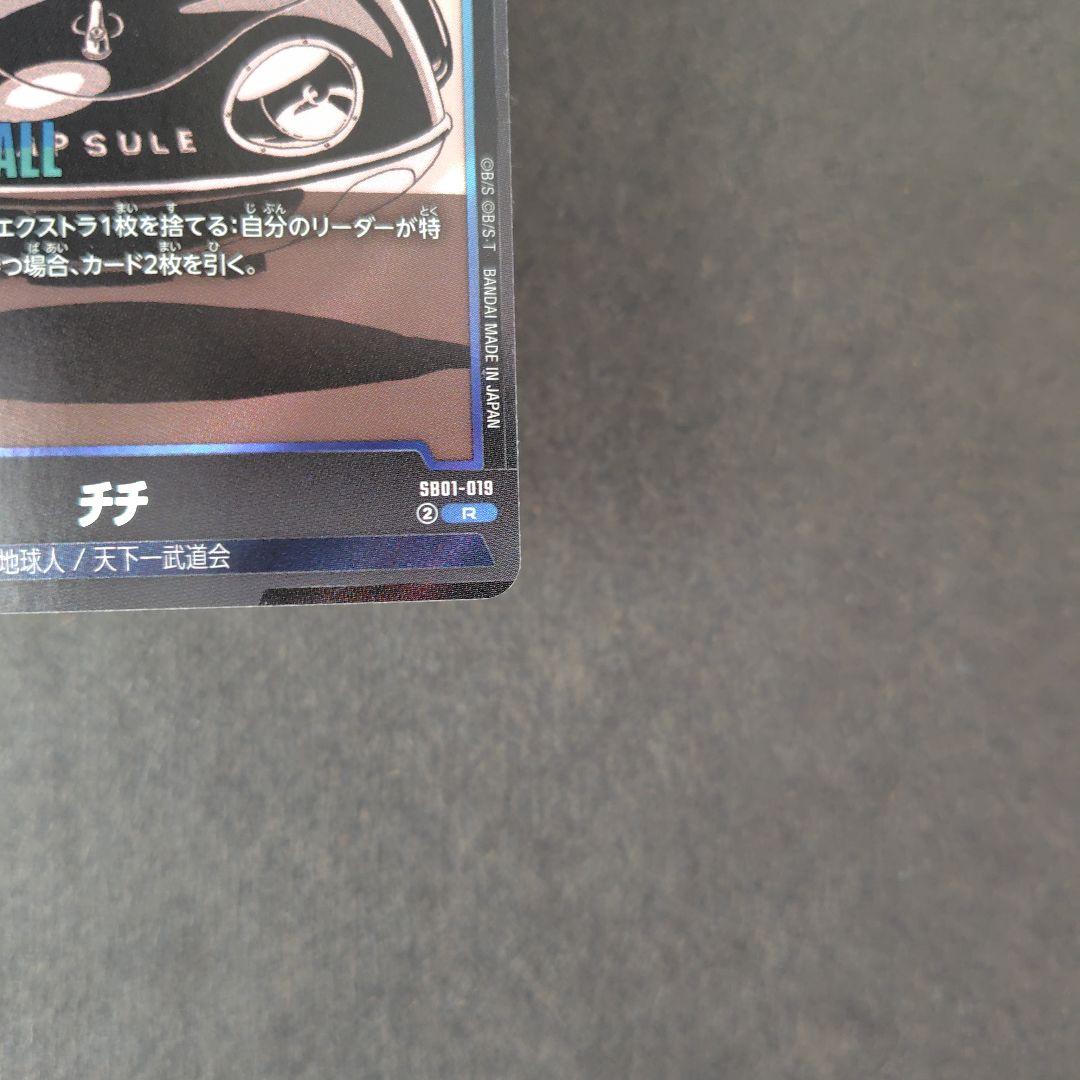 APSULE
ALL
エクストラ1枚を捨てる:自分のリーダーが特
つ場合、カード2枚を引く。
©B/S ©B/S・T BANDAI MADE IN JAPAN
チチ
SB01-019
② R
地球人 / 天下一武道会